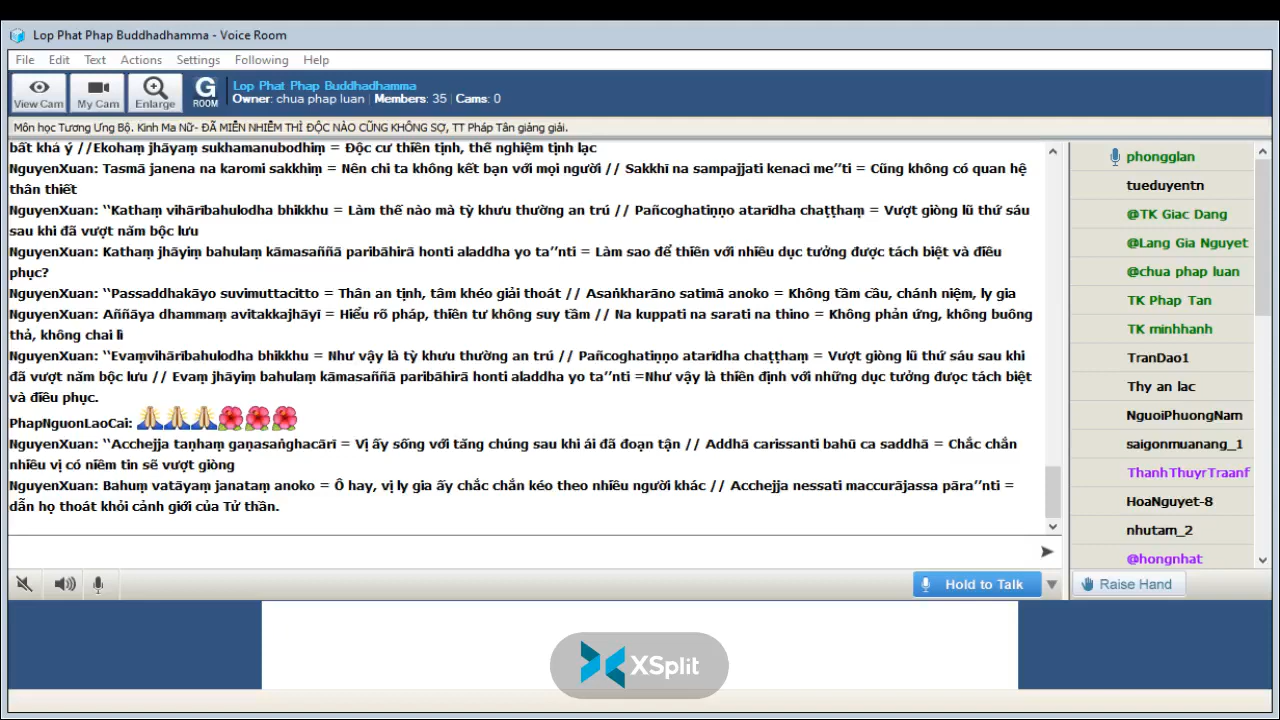 Lop Phat Phap Buddhadhamma - Voice Room
File Edit Text Actions Settings Following Help
View Cam My Cam Enlarge G ROOM
Lop Phat Phap Buddhadhamma
Owner: chua phap luan | Members: 35 | Cams: 0
Môn học Tương Ưng Bộ. Kinh Ma Nữ- ĐÃ MIỄN NHIỄM THÌ ĐỘC NÀO CŨNG KHÔNG SỢ, TT Pháp Tân giảng giải.
bất khá ý //Ekohaṃ jhāyaṃ sukhamanubodhiṃ = Độc cư thiền tịnh, thể nghiệm tịnh lạc
NguyenXuan: Tasmā janena na karomi sakkhiṃ = Nên chi ta không kết bạn với mọi người // Sakkhī na sampajjati kenaci me’’ti = Cũng không có quan hệ
thân thiết
NguyenXuan: ‘‘Kathaṃ vihārībahulodha bhikkhu = Làm thế nào mà tỳ khưu thường an trú // Pañcoghatiṇṇo atarīdha chaṭṭhaṃ = Vượt giòng lũ thứ sáu
sau khi đã vượt năm bộc lưu
NguyenXuan: Kathaṃ jhāyiṃ bahulaṃ kāmasaññā paribāhirā honti aladdha yo ta’’nti = Làm sao để thiền với nhiều dục tưởng được tách biệt và điều
phục?
NguyenXuan: ‘‘Passaddhakāyo suvimuttacitto = Thân an tịnh, tâm khéo giải thoát // Asaṅkharāno satimā anoko = Không tầm cầu, chánh niệm, ly gia
NguyenXuan: Aññāya dhammaṃ avitakkajhāyī = Hiểu rõ pháp, thiền tư không suy tầm // Na kuppati na sarati na thino = Không phản ứng, không buông
thả, không chai lì
NguyenXuan: ‘‘Evaṃvihārībahulodha bhikkhu = Như vậy là tỳ khưu thường an trú // Pañcoghatiṇṇo atarīdha chaṭṭhaṃ = Vượt giòng lũ thứ sáu sau khi
đã vượt năm bộc lưu // Evaṃ jhāyiṃ bahulaṃ kāmasaññā paribāhirā honti aladdha yo ta’’nti =Như vậy là thiền định với những dục tưởng được tách biệt
và điều phục.
PhapNguonLaoCai:
NguyenXuan: ‘‘Acchejja taṇhaṃ gaṇasaṅghacārī = Vị ấy sống với tăng chúng sau khi ái đã đoạn tận // Addhā carissanti bahū ca saddhā = Chắc chắn
nhiều vị có niềm tin sẽ vượt giòng
NguyenXuan: Bahuṃ vatāyaṃ janataṃ anoko = Ô hay, vị ly gia ấy chắc chắn kéo theo nhiều người khác // Acchejja nessati maccurājassa pāra’’nti =
dẫn họ thoát khỏi cảnh giới của Tử thần.
phongglan
tueduyentn
@TK Giac Dang
@Lang Gia Nguyet
@chua phap luan
TK Phap Tan
TK minhhanh
TranDao1
Thy an lac
NguoiPhuongNam
saigonmuanang_1
ThanhThuyrTraanf
HoaNguyet-8
nhutam_2
@hongnhat
Hold to Talk
Raise Hand
XSplit